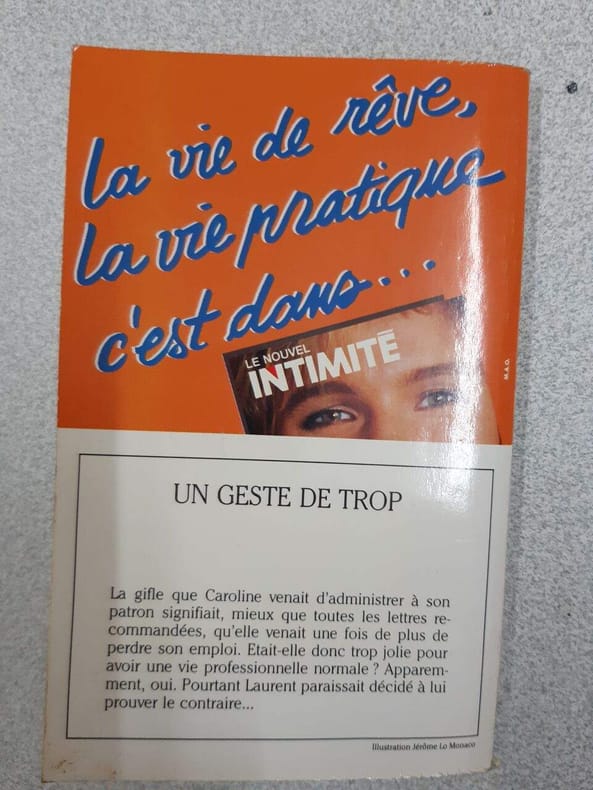 la vie de rêve,
la vie pratique
c'est dans...
LE NOUVEL
INTIMITÉ
M.A.O.
UN GESTE DE TROP
La gifle que Caroline venait d'administrer à son
patron signifiait, mieux que toutes les lettres re-
commandées, qu'elle venait une fois de plus de
perdre son emploi. Etait-elle donc trop jolie pour
avoir une vie professionnelle normale ? Apparem-
ment, oui. Pourtant Laurent paraissait décidé à lui
prouver le contraire...
Illustration Jérôme Lo Monaco